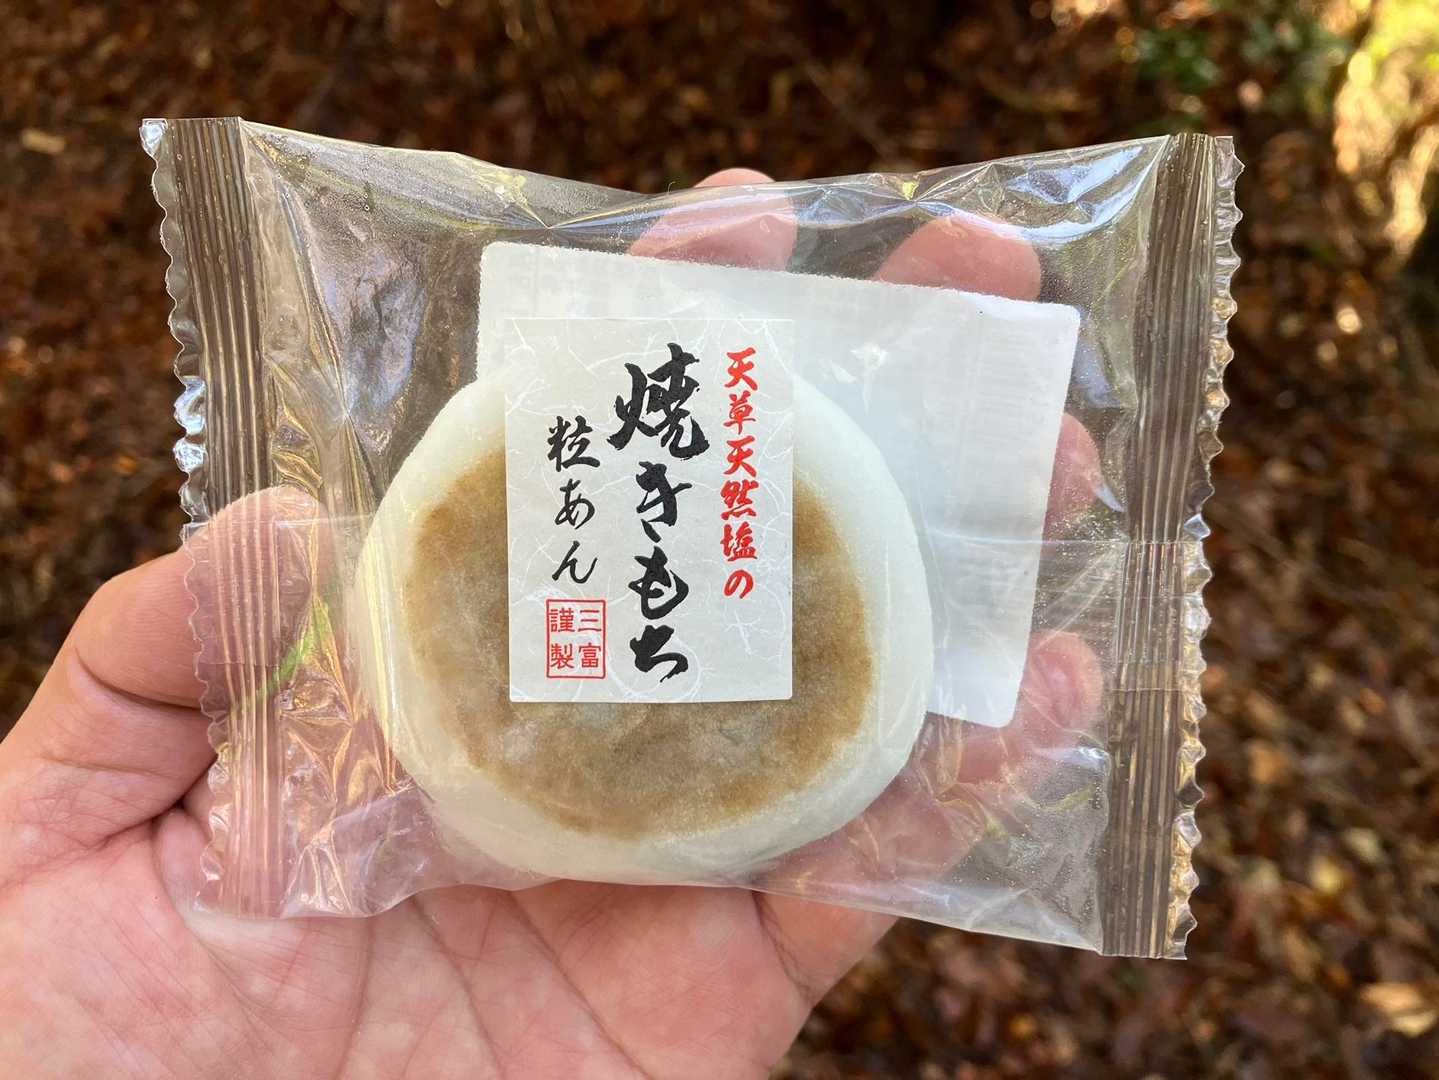 天草天然塩の
焼きもち
粒あん
三富
謹製